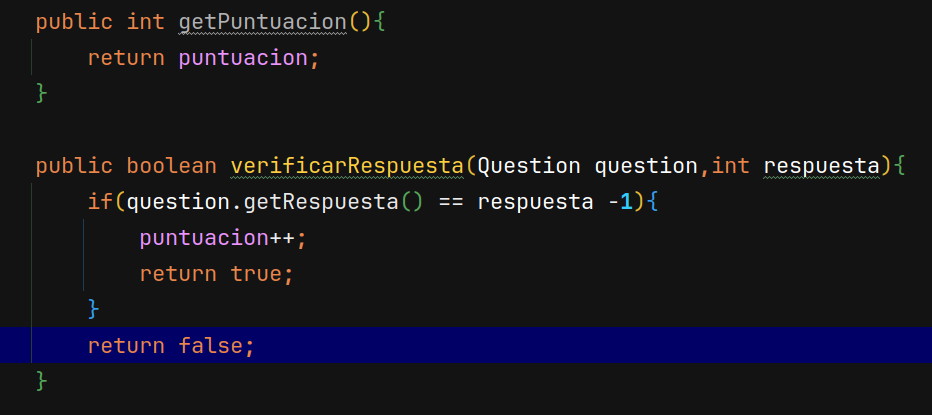 public int getPuntuacion(){
return puntuacion;
}
public boolean verificarRespuesta(Question question,int respuesta){
if(question.getRespuesta() == respuesta -1){
puntuacion++;
return true;
}
return false;
}